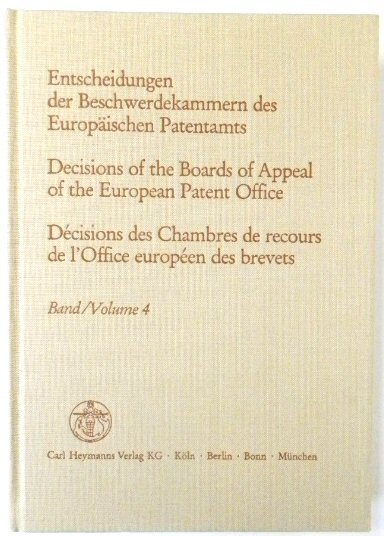 Entscheidungen
der Beschwerdekammern des
Europäischen Patentamts
Decisions of the Boards of Appeal
of the European Patent Office
Décisions des Chambres de recours
de l'Office européen des brevets
Band/Volume 4
Carl Heymanns Verlag KG · Köln · Berlin · Bonn · München